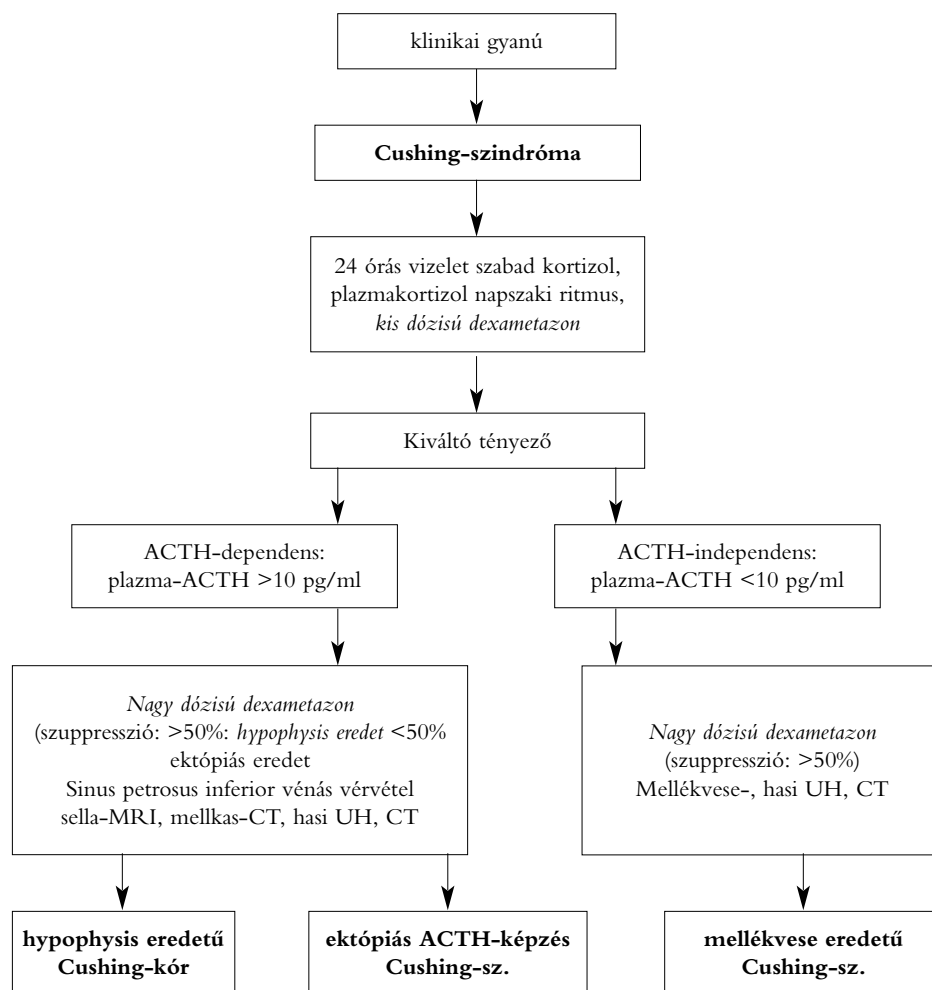 klinikai gyanú
Cushing-szindróma
24 órás vizelet szabad kortizol,
plazmakortizol napszaki ritmus,
kis dózisú dexametazon
Kiváltó tényező
ACTH-dependens:
plazma-ACTH >10 pg/ml
ACTH-independens:
plazma-ACTH <10 pg/ml
Nagy dózisú dexametazon
(szuppresszió: >50%: hypophysis eredet <50%
ektópiás eredet
Sinus petrosus inferior vénás vérvétel
sella-MRI, mellkas-CT, hasi UH, CT
Nagy dózisú dexametazon
(szuppresszió: >50%)
Mellékvese-, hasi UH, CT
hypophysis eredetű
Cushing-kór
ektópiás ACTH-képzés
Cushing-sz.
mellékvese eredetű
Cushing-sz.